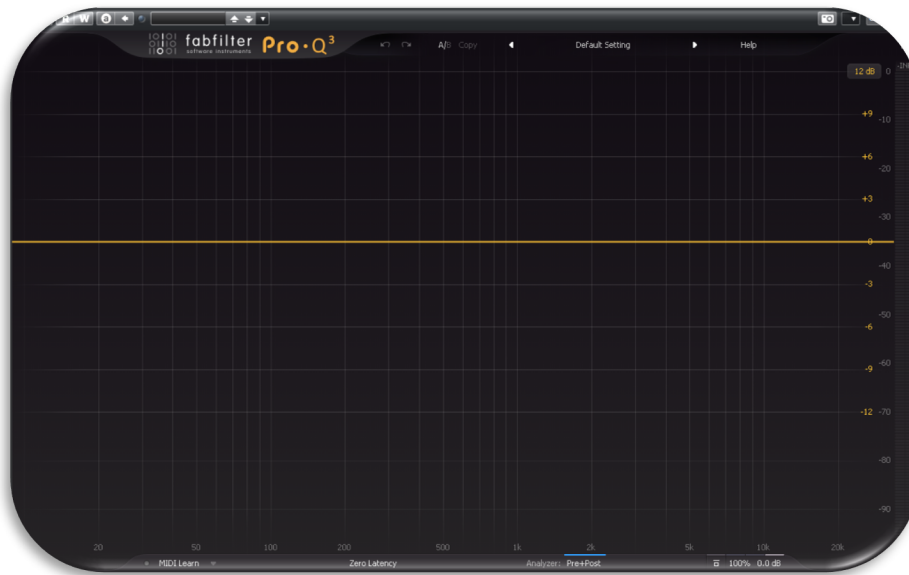 R W a
fabfilter Pro·Q 3
software instruments
A/B Copy Default Setting Help
12 dB 0 -INF
+9 -10
+6 -20
+3 -30
0 -40
-3 -50
-6 -60
-9
-12 -70
-80
-90
20 50 100 200 500 1k 2k 5k 10k 20k
MIDI Learn Zero Latency Analyzer: Pre+Post 100% 0.0 dB